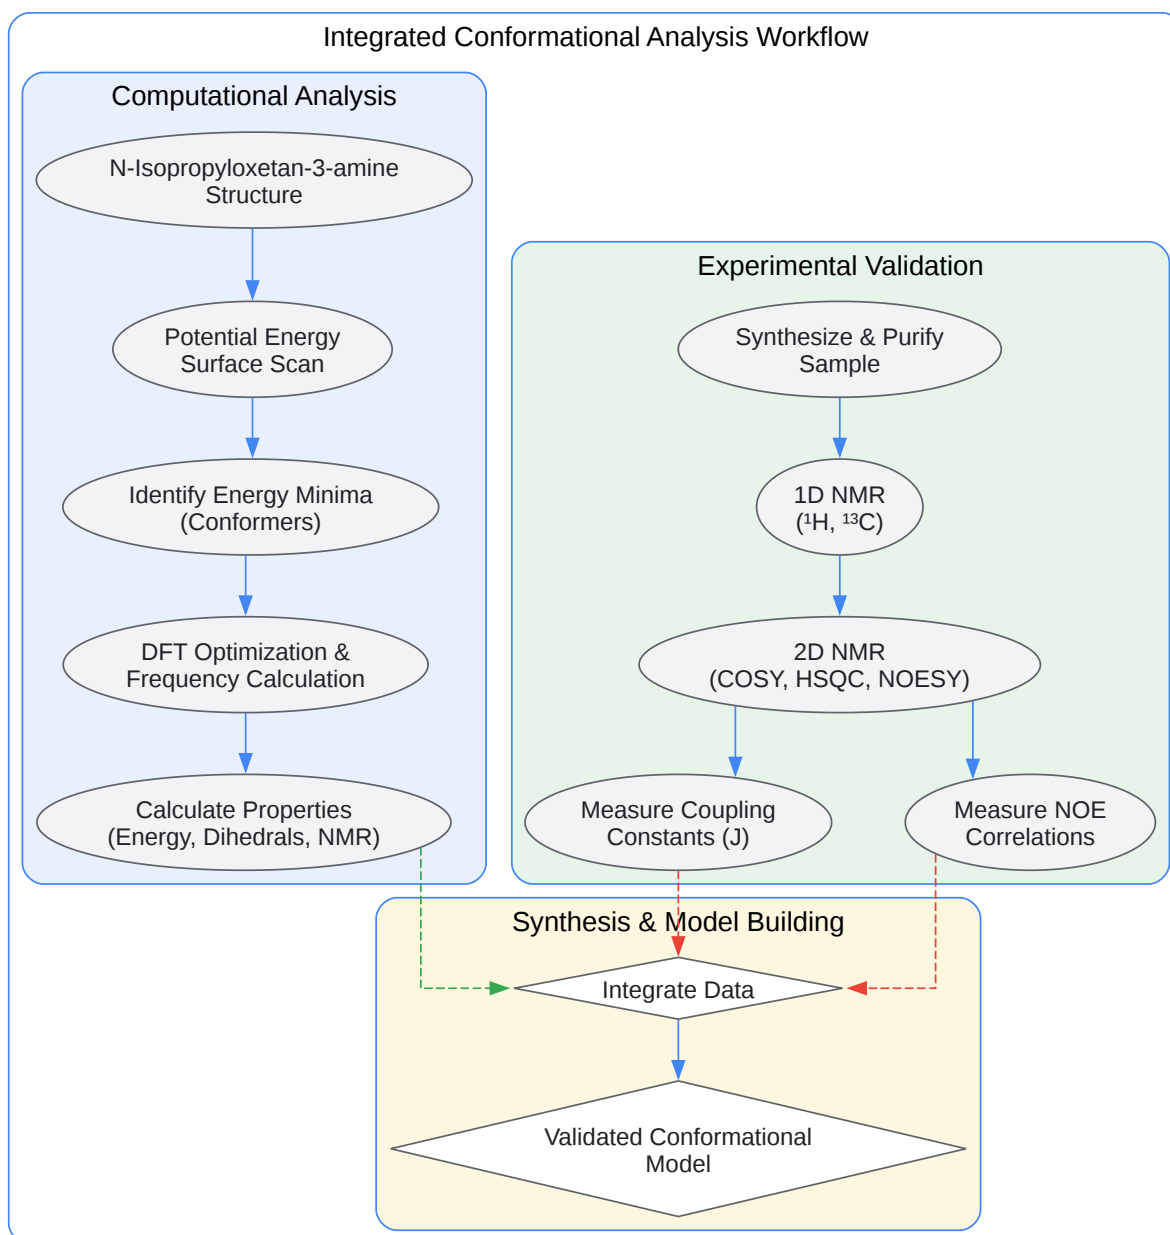 Integrated Conformational Analysis Workflow
Computational Analysis
N-Isopropyloxetan-3-amine
Structure
Potential Energy
Surface Scan
Identify Energy Minima
(Conformers)
DFT Optimization &
Frequency Calculation
Calculate Properties
(Energy, Dihedrals, NMR)
Experimental Validation
Synthesize & Purify
Sample
1D NMR
(¹H, ¹³C)
2D NMR
(COSY, HSQC, NOESY)
Measure Coupling
Constants (J)
Measure NOE
Correlations
Synthesis & Model Building
Integrate Data
Validated Conformational
Model